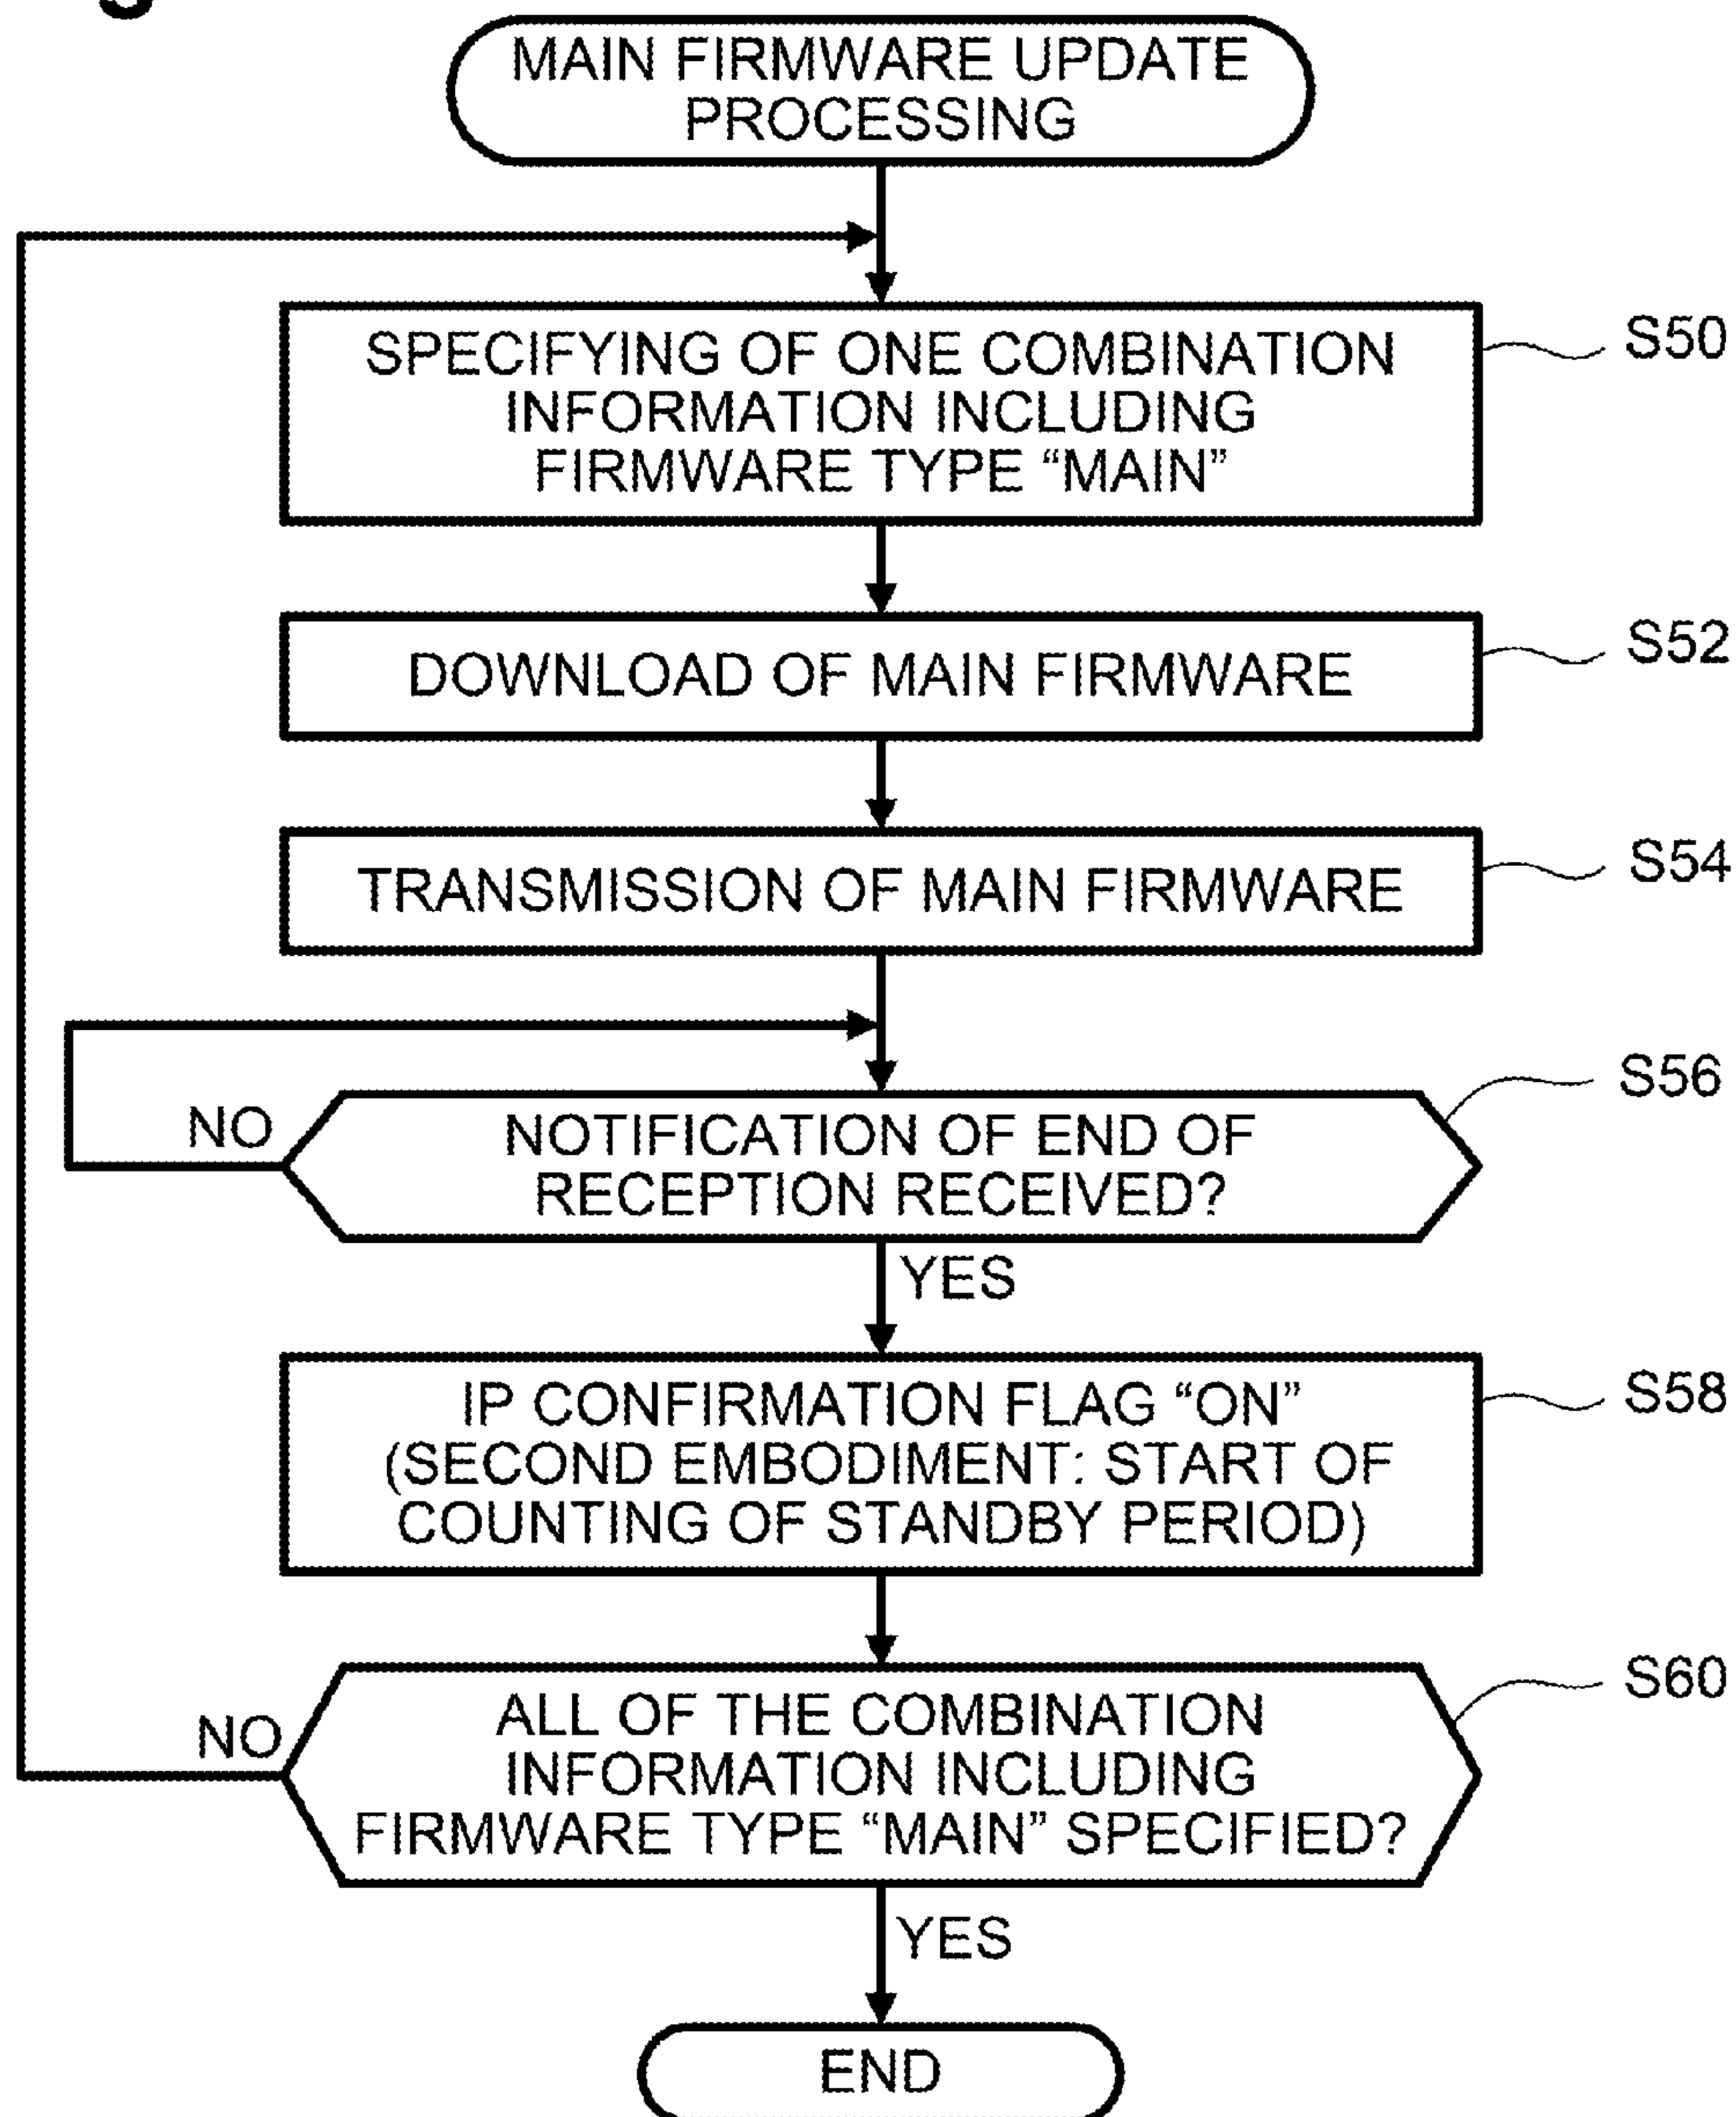 MAIN FIRMWARE UPDATE
PROCESSING
SPECIFYING OF ONE COMBINATION
INFORMATION INCLUDING
FIRMWARE TYPE “MAIN”
S50
DOWNLOAD OF MAIN FIRMWARE
S52
TRANSMISSION OF MAIN FIRMWARE
S54
NOTIFICATION OF END OF
RECEPTION RECEIVED?
S56
NO
YES
IP CONFIRMATION FLAG “ON”
(SECOND EMBODIMENT: START OF
COUNTING OF STANDBY PERIOD)
S58
ALL OF THE COMBINATION
INFORMATION INCLUDING
FIRMWARE TYPE “MAIN” SPECIFIED?
S60
NO
YES
END